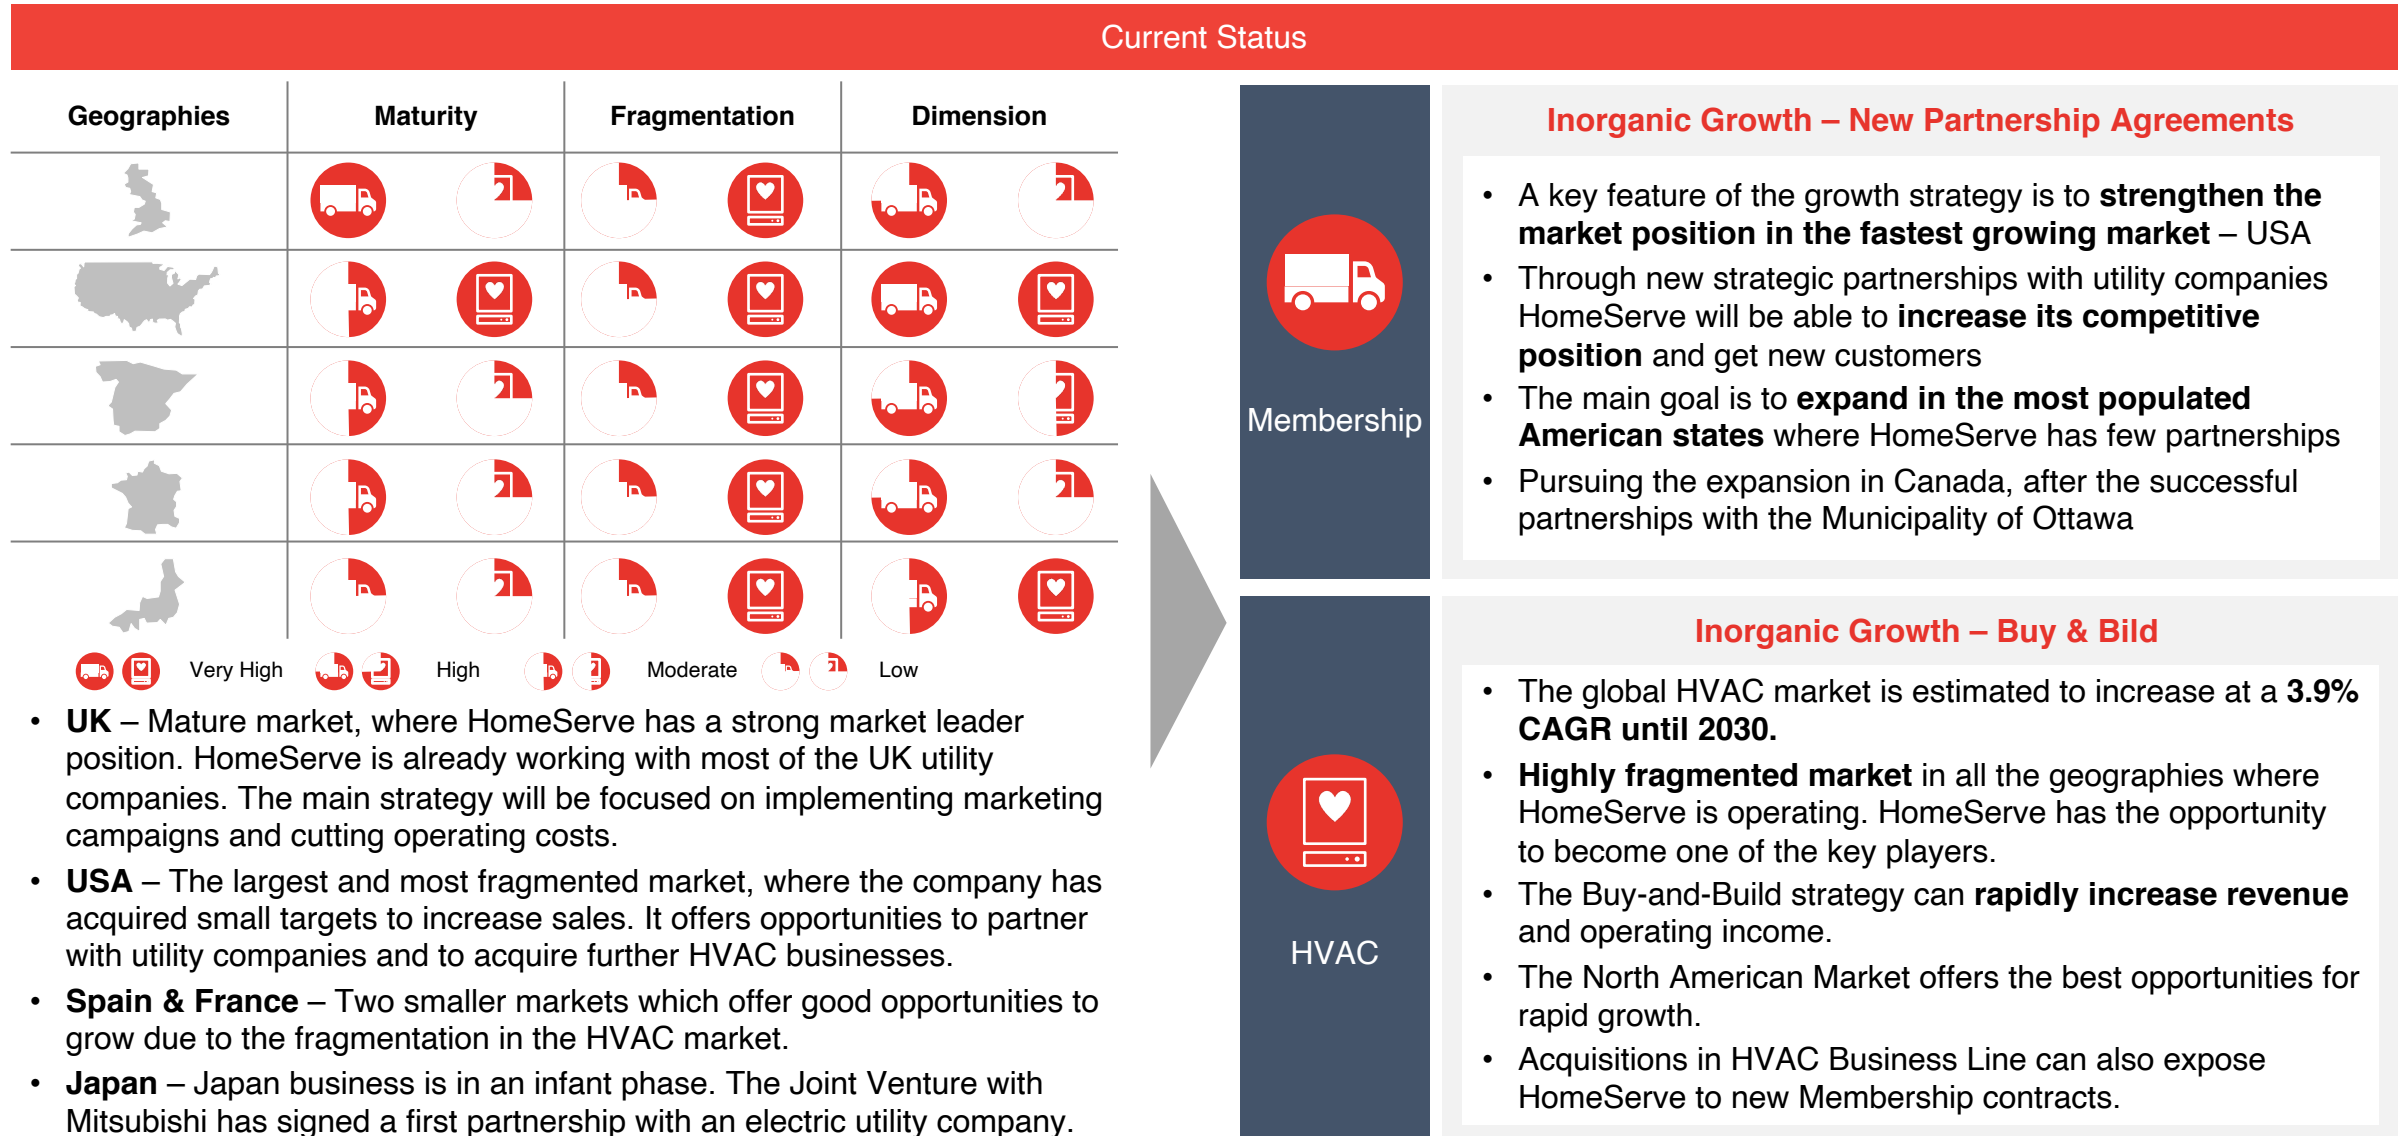 Current Status
Geographies
Maturity
Fragmentation
Dimension
Very High
High
Moderate
Low
• UK – Mature market, where HomeServe has a strong market leader
position. HomeServe is already working with most of the UK utility
companies. The main strategy will be focused on implementing marketing
campaigns and cutting operating costs.
• USA – The largest and most fragmented market, where the company has
acquired small targets to increase sales. It offers opportunities to partner
with utility companies and to acquire further HVAC businesses.
• Spain & France – Two smaller markets which offer good opportunities to
grow due to the fragmentation in the HVAC market.
• Japan – Japan business is in an infant phase. The Joint Venture with
Mitsubishi has signed a first partnership with an electric utility company.
Membership
Inorganic Growth – New Partnership Agreements
• A key feature of the growth strategy is to strengthen the
market position in the fastest growing market – USA
• Through new strategic partnerships with utility companies
HomeServe will be able to increase its competitive
position and get new customers
• The main goal is to expand in the most populated
American states where HomeServe has few partnerships
• Pursuing the expansion in Canada, after the successful
partnerships with the Municipality of Ottawa
HVAC
Inorganic Growth – Buy & Bild
• The global HVAC market is estimated to increase at a 3.9%
CAGR until 2030.
• Highly fragmented market in all the geographies where
HomeServe is operating. HomeServe has the opportunity
to become one of the key players.
• The Buy-and-Build strategy can rapidly increase revenue
and operating income.
• The North American Market offers the best opportunities for
rapid growth.
• Acquisitions in HVAC Business Line can also expose
HomeServe to new Membership contracts.